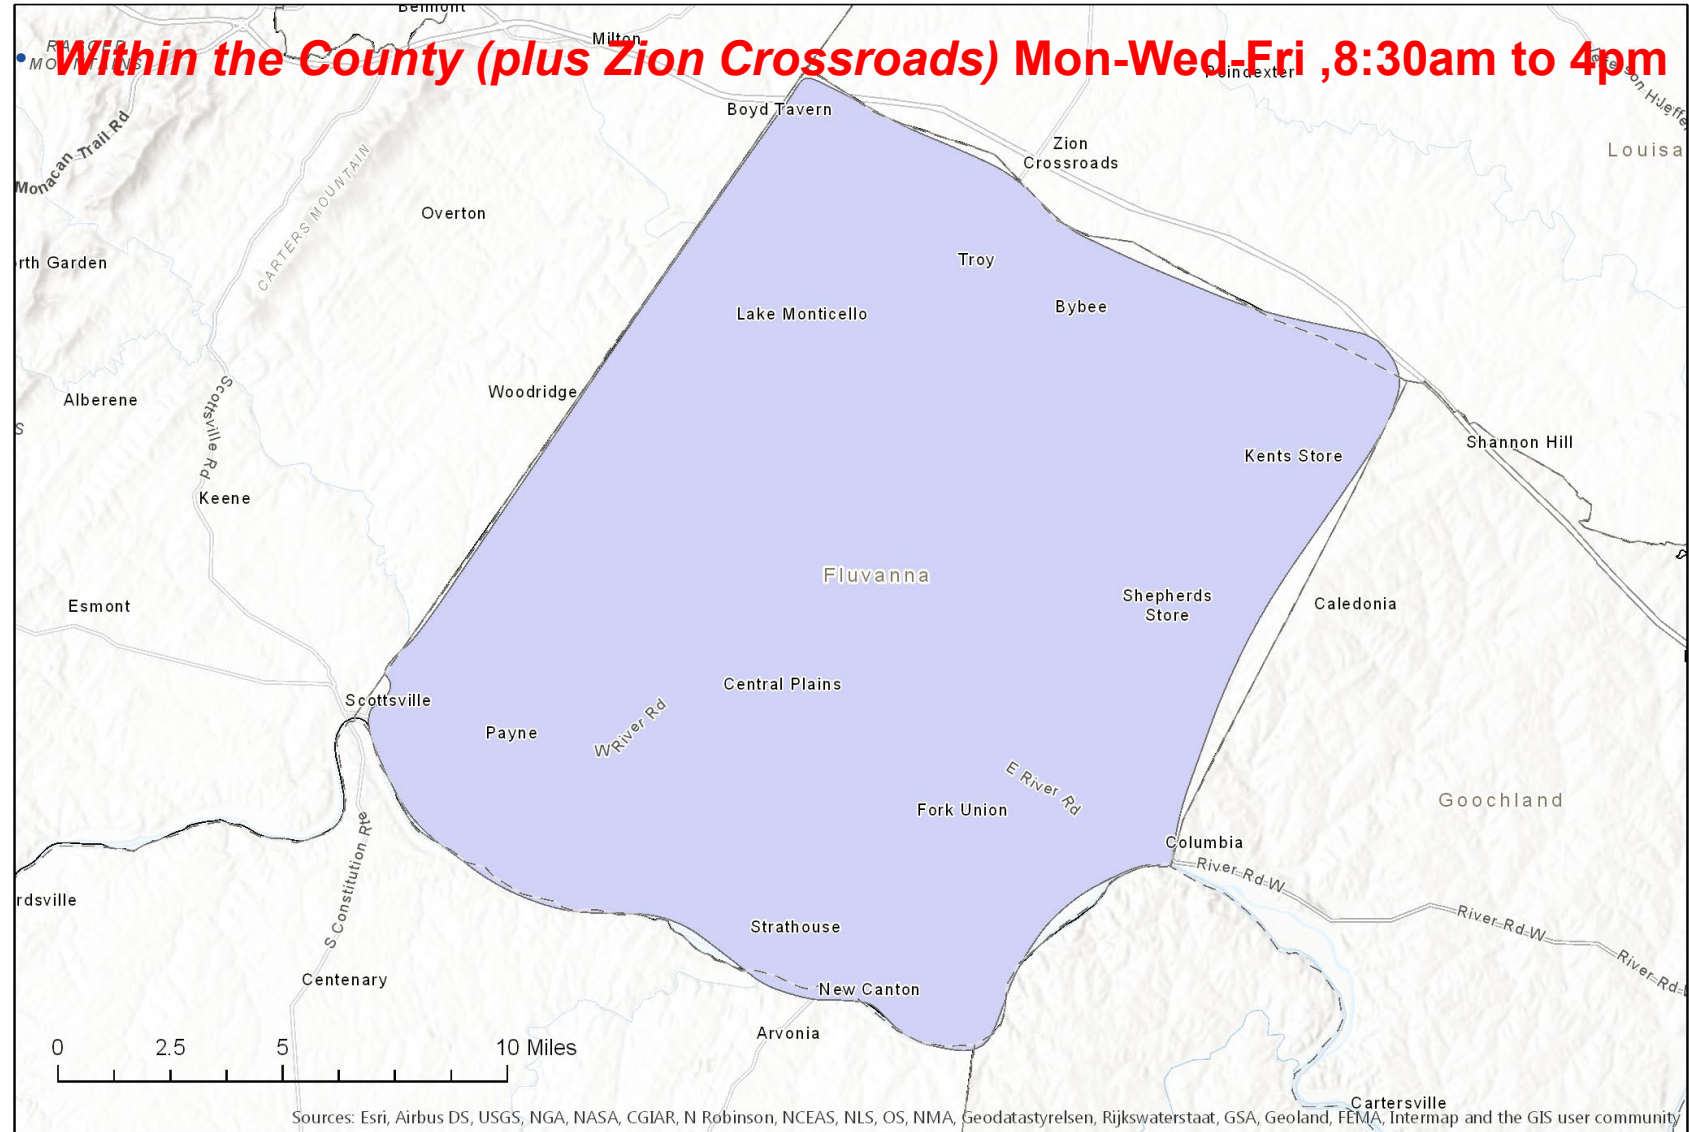 Belmont
Milton
Within the County (plus Zion Crossroads) Mon-Wed-Fri ,8:30am to 4pm
MOUNTAINS
Poindexter
Boyd Tavern
Monacan Trail Rd
Zion
Crossroads
Louisa
CARTERS MOUNTAIN
Overton
rth Garden
Troy
Bybee
Lake Monticello
Woodridge
Alberene
Scottsville Rd
S
Shannon Hill
Kents Store
Keene
Fluvanna
Shepherds
Store
Caledonia
Esmont
Central Plains
Scottsville
Payne
W River Rd
E River Rd
Fork Union
Goochland
Columbia
River Rd W
S Constitution Rte
rdsville
River Rd W
Strathouse
River Rd W
Centenary
New Canton
Arvonia
0 2.5 5 10 Miles
Cartersville
Sources: Esri, Airbus DS, USGS, NGA, NASA, CGIAR, N Robinson, NCEAS, NLS, OS, NMA, Geodatastyrelsen, Rijkswaterstaat, GSA, Geoland, FEMA, Intermap and the GIS user community